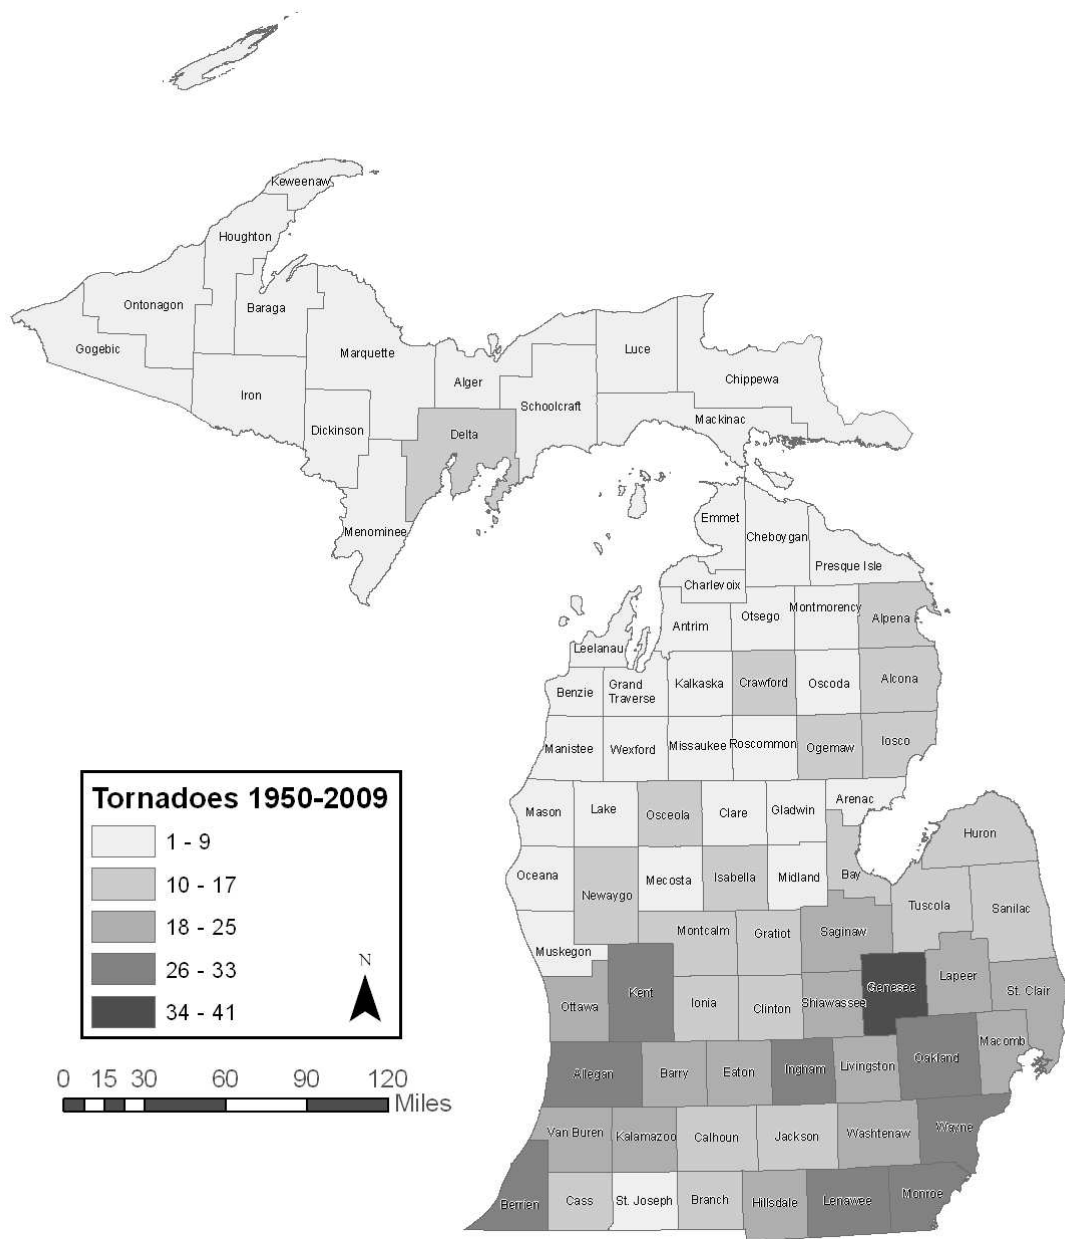 Keweenaw
Houghton
Ontonagon
Baraga
Gogebic
Marquette
Luce
Alger
Chippewa
Iron
Schoolcraft
Mackinac
Dickinson
Delta
Menominee
Emmet
Cheboygan
Presque Isle
Charlevoix
Antrim
Otsego
Montmorency
Alpena
Leelanau
Benzie
Grand
Traverse
Kalkaska
Crawford
Oscoda
Alcona
Manistee
Wexford
Missaukee
Roscommon
Ogemaw
Iosco
Mason
Lake
Osceola
Clare
Gladwin
Arenac
Huron
Oceana
Newaygo
Mecosta
Isabella
Midland
Bay
Tuscola
Sanilac
Muskegon
Montcalm
Gratiot
Saginaw
Ottawa
Kent
Ionia
Clinton
Shiawassee
Genesee
Lapeer
St. Clair
Allegan
Barry
Eaton
Ingham
Livingston
Oakland
Macomb
Van Buren
Kalamazoo
Calhoun
Jackson
Washtenaw
Wayne
Berrien
Cass
St. Joseph
Branch
Hillsdale
Lenawee
Monroe
Tornadoes 1950-2009
1 - 9
10 - 17
18 - 25
26 - 33
34 - 41
N
0 15 30 60 90 120
Miles